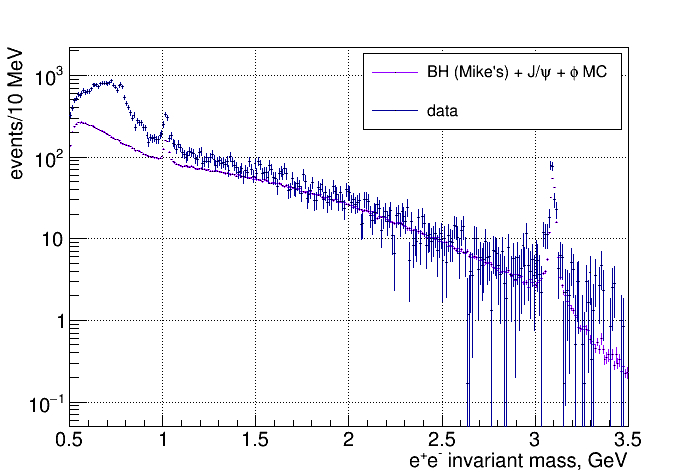 events/10 MeV
10³
10²
10
1
10⁻¹
BH (Mike's) + J/ψ + ϕ MC
data
0.5 1 1.5 2 2.5 3 3.5
e⁺e⁻ invariant mass, GeV